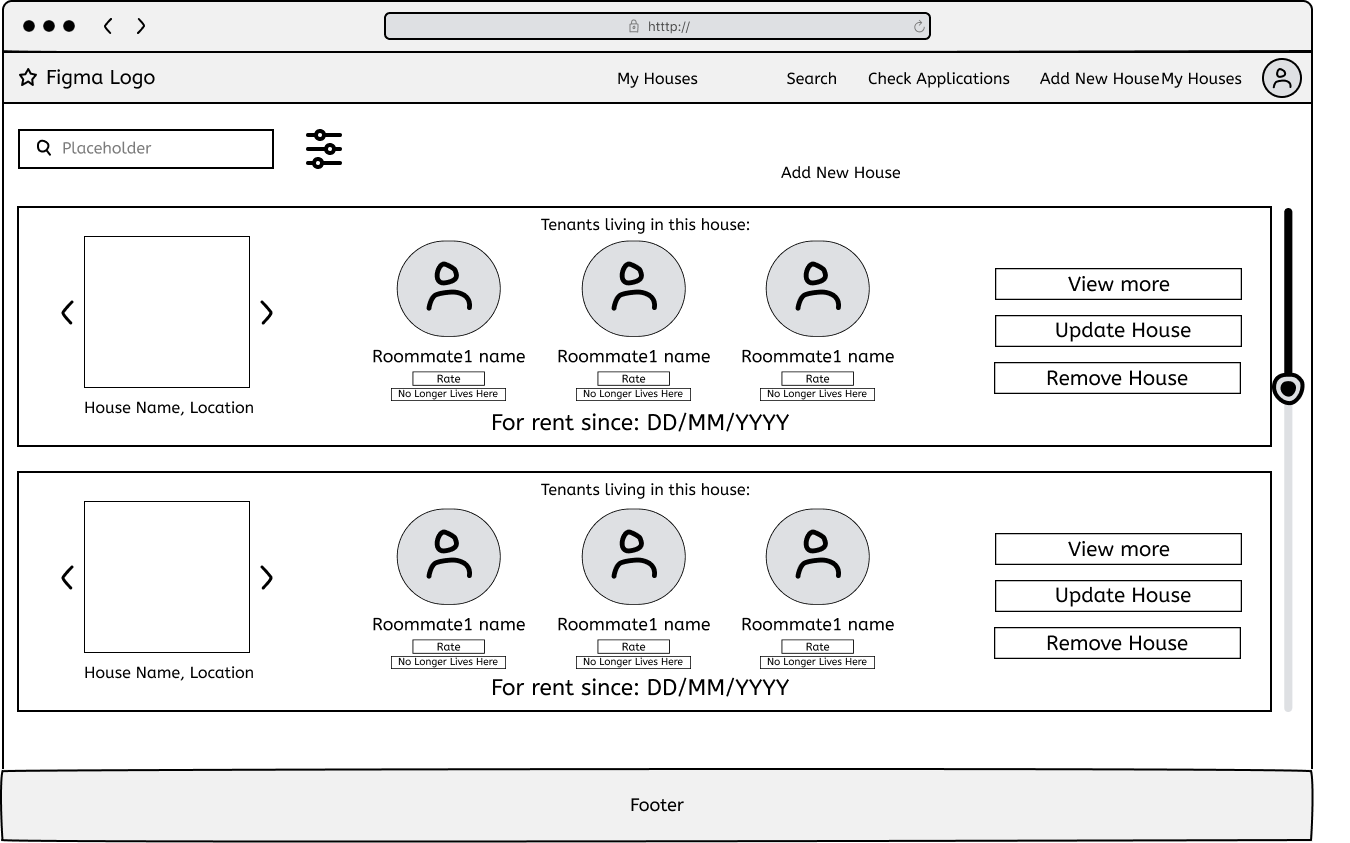 htttp://
Figma Logo
My Houses
Search
Check Applications
Add New House
My Houses
Placeholder
Add New House
Tenants living in this house:
Roommate1 name
Roommate1 name
Roommate1 name
Rate
Rate
Rate
No Longer Lives Here
No Longer Lives Here
No Longer Lives Here
House Name, Location
For rent since: DD/MM/YYYY
View more
Update House
Remove House
Tenants living in this house:
Roommate1 name
Roommate1 name
Roommate1 name
Rate
Rate
Rate
No Longer Lives Here
No Longer Lives Here
No Longer Lives Here
House Name, Location
For rent since: DD/MM/YYYY
View more
Update House
Remove House
Footer